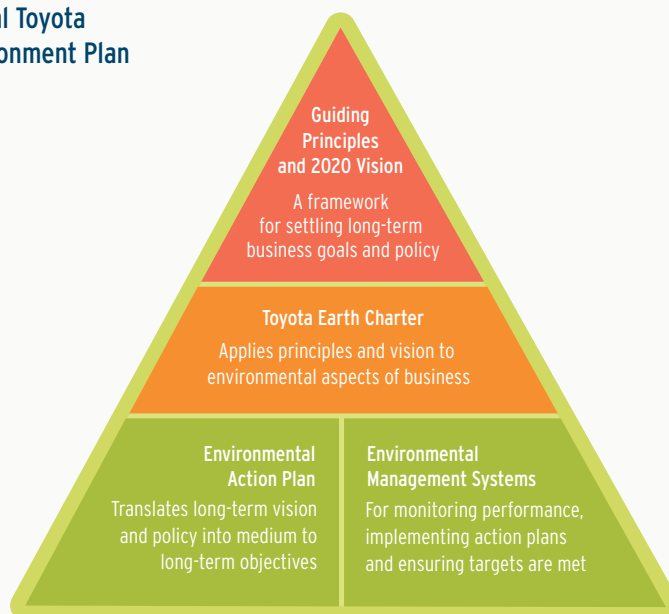 Toyota
Plan
Guiding
Principles
and 2020 Vision
A framework
for settling long-term
business goals and policy
Toyota Earth Charter
Applies principles and vision to
environmental aspects of business
Environmental
Action Plan
Translates long-term vision
and policy into medium to
long-term objectives
Environmental
Management Systems
For monitoring performance,
implementing action plans
and ensuring targets are met